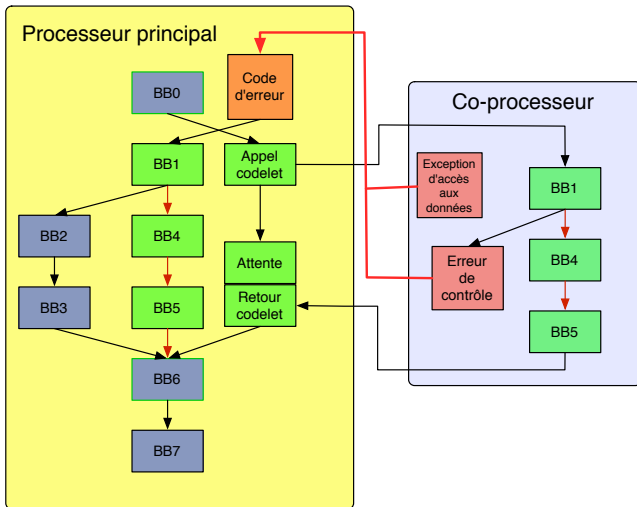 Processeur principal
Code
d'erreur
BB0
Co-processeur
BB1
Appel
codelet
Exception
d'accès
aux
données
BB1
BB2
BB4
Attente
Erreur
de
contrôle
BB4
BB3
BB5
Retour
codelet
BB5
BB6
BB7